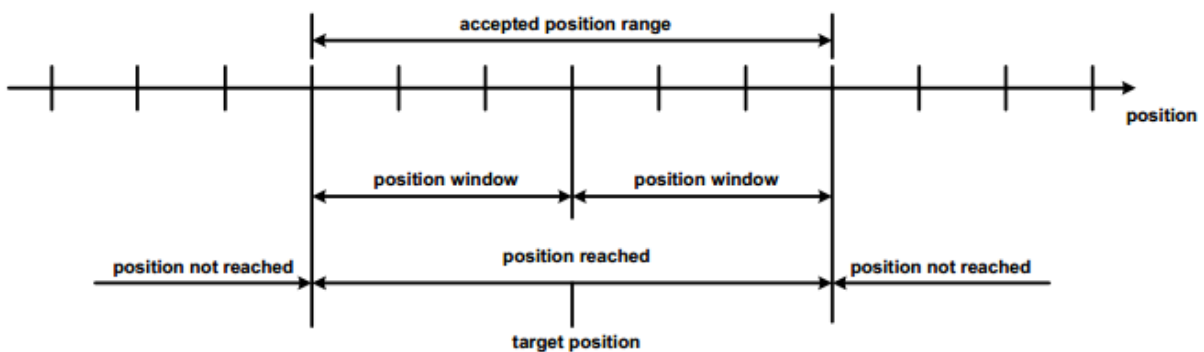 accepted position range
position
position window
position window
position not reached
position reached
position not reached
target position